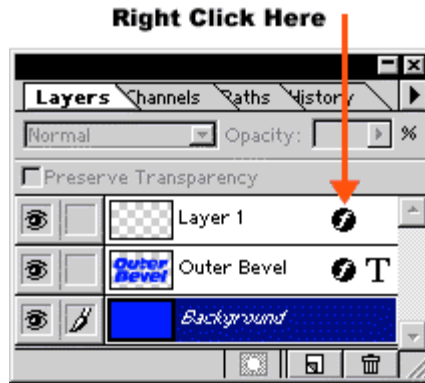 Right Click Here
Layers Channels Paths History
Normal Opacity: %
Preserve Transparency
Layer 1
Outer Bevel Outer Bevel T
Background